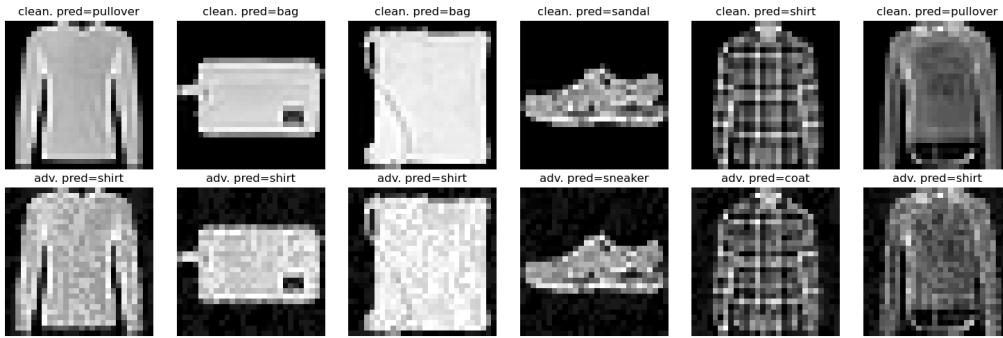 clean. pred=pullover clean. pred=bag clean. pred=bag clean. pred=sandal clean. pred=shirt clean. pred=pullover
adv. pred=shirt adv. pred=shirt adv. pred=shirt adv. pred=sneaker adv. pred=coat adv. pred=shirt